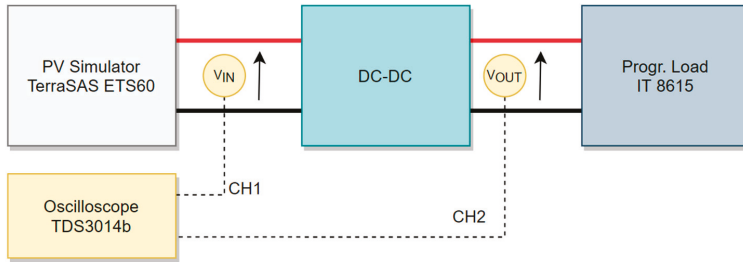 PV Simulator
TerraSAS ETS60
VIN
DC-DC
VOUT
Progr. Load
IT 8615
CH1
Oscilloscope
TDS3014b
CH2